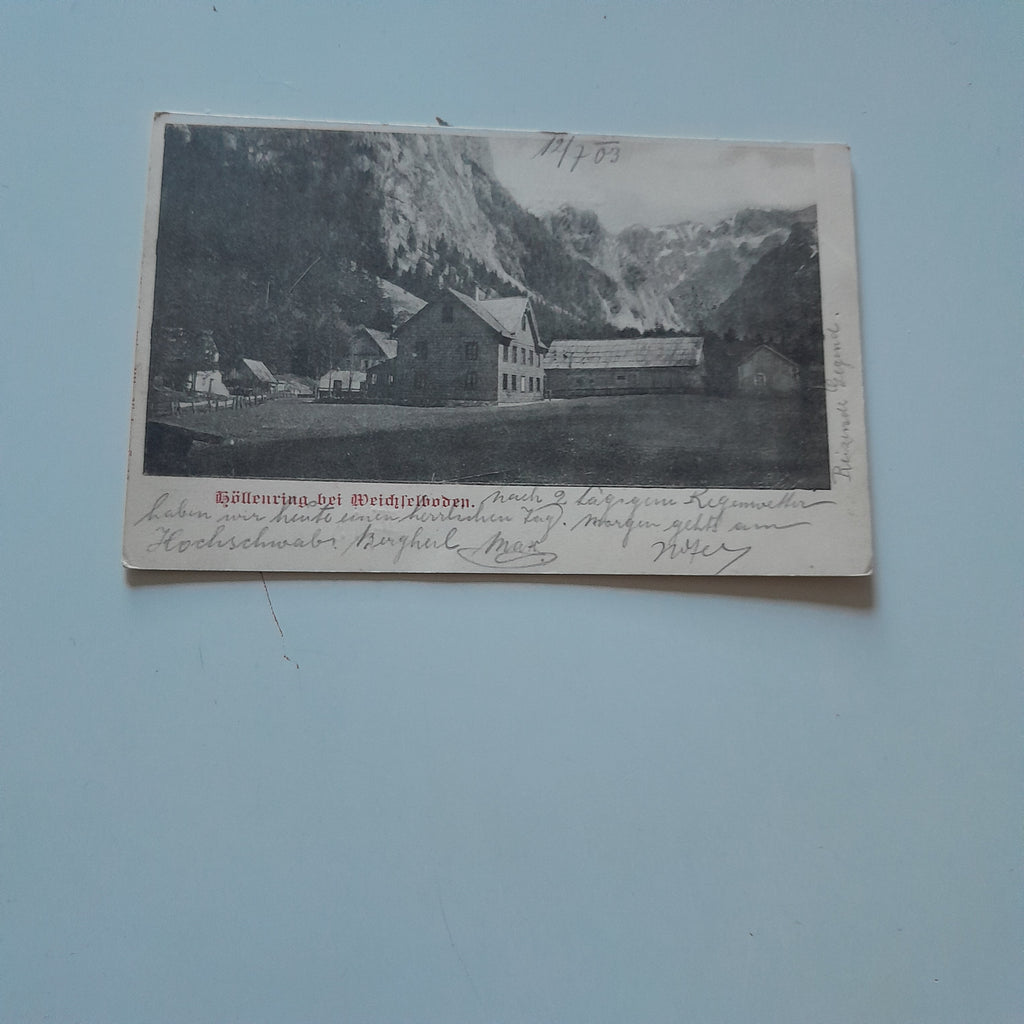 12/7 03
Höllenring bei Weichselboden. nach 2 tägigem Regenwetter
haben wir heute einen herrlichen Tag. Morgen gehts am
Hochschwab. Bergheil Max
Reizende Gegend.